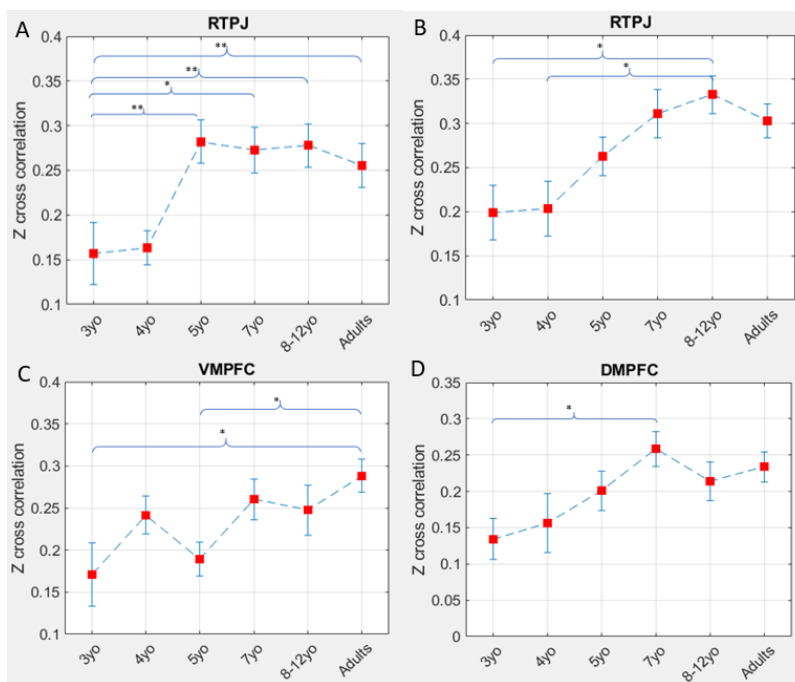 A
RTPJ
Z cross correlation
0.4
0.35
0.3
0.25
0.2
0.15
0.1
**
**
*
**
3yo
4yo
5yo
7yo
8-12yo
Adults
B
RTPJ
Z cross correlation
0.4
0.35
0.3
0.25
0.2
0.15
0.1
*
*
3yo
4yo
5yo
7yo
8-12yo
Adults
C
VMPFC
Z cross correlation
0.4
0.35
0.3
0.25
0.2
0.15
0.1
*
*
3yo
4yo
5yo
7yo
8-12yo
Adults
D
DMPFC
Z cross correlation
0.35
0.3
0.25
0.2
0.15
0.1
0.05
0
*
3yo
4yo
5yo
7yo
8-12yo
Adults